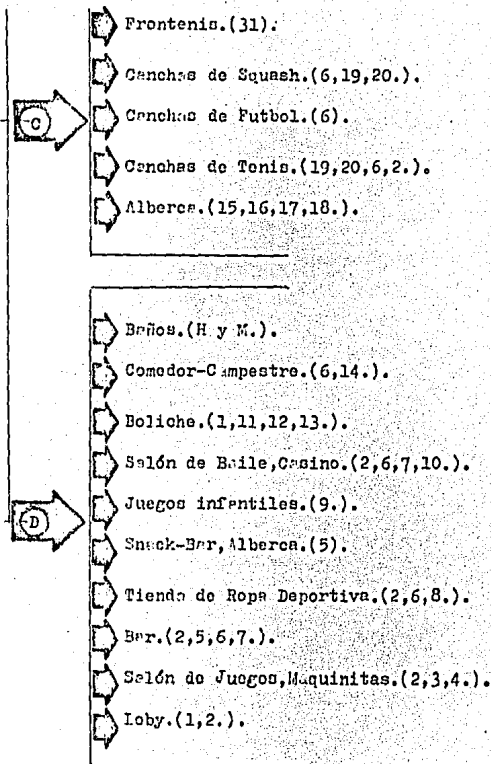 Frontenis.(31).
Canchas de Squash.(6,19,20.).
C
Canchas de Futbol.(6).
Canchas de Tenis.(19,20,6,2.).
Alberca.(15,16,17,18.).
Baños.(H y M.).
Comedor-Campestre.(6,14.).
Boliche.(1,11,12,13.).
Salón de Baile,Casino.(2,6,7,10.).
Juegos infantiles.(9.).
D
Snack-Bar,Alberca.(5).
Tienda de Ropa Deportiva.(2,6,8.).
Bar.(2,5,6,7.).
Salón de Juegos,Maquinitas.(2,3,4.).
Loby.(1,2.).